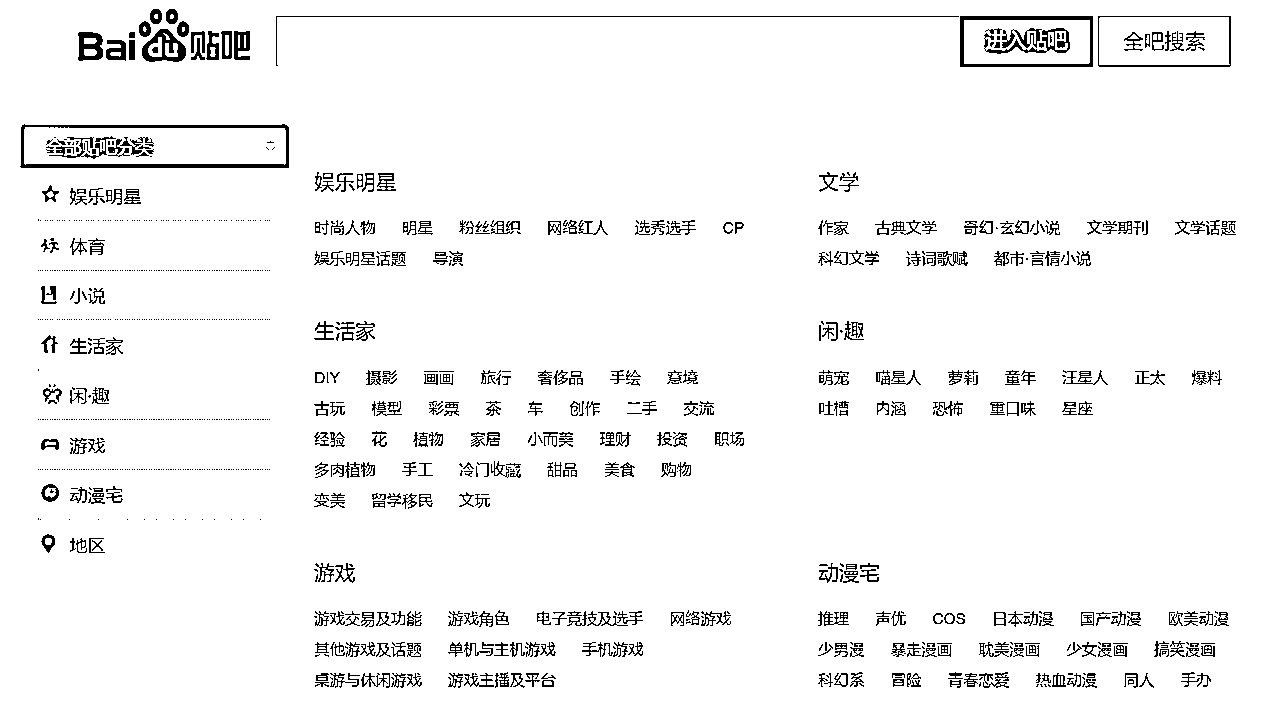 Bai du 贴吧
进入贴吧
全吧搜索
全部贴吧分类
娱乐明星
体育
小说
生活家
闲·趣
游戏
动漫宅
地区
娱乐明星
时尚人物 明星 粉丝组织 网络红人 选秀选手 CP
娱乐明星话题 导演
文学
作家 古典文学 奇幻·玄幻小说 文学期刊 文学话题
科幻文学 诗词歌赋 都市·言情小说
生活家
DIY 摄影 画画 旅行 奢侈品 手绘 意境
古玩 模型 彩票 茶 车 创作 二手 交流
经验 花 植物 家居 小而美 理财 投资 职场
多肉植物 手工 冷门收藏 甜品 美食 购物
变美 留学移民 文玩
闲·趣
萌宠 喵星人 萝莉 童年 汪星人 正太 爆料
吐槽 内涵 恐怖 重口味 星座
游戏
游戏交易及功能 游戏角色 电子竞技及选手 网络游戏
其他游戏及话题 单机与主机游戏 手机游戏
桌游与休闲游戏 游戏主播及平台
动漫宅
推理 声优 COS 日本动漫 国产动漫 欧美动漫
少男漫 暴走漫画 耽美漫画 少女漫画 搞笑漫画
科幻系 冒险 青春恋爱 热血动漫 同人 手办